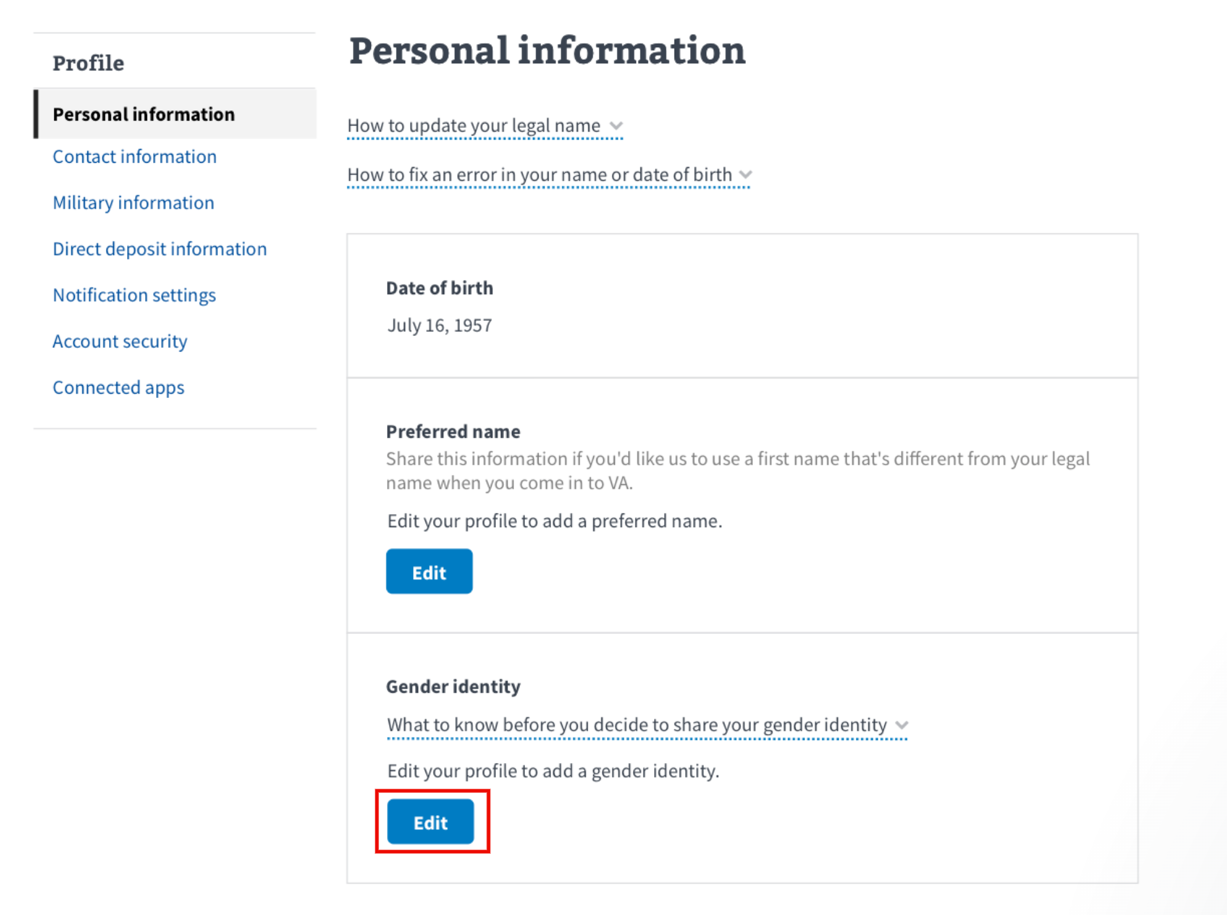 Profile
Personal information
Contact information
Military information
Direct deposit information
Notification settings
Account security
Connected apps
Personal information
How to update your legal name
How to fix an error in your name or date of birth
Date of birth
July 16, 1957
Preferred name
Share this information if you'd like us to use a first name that's different from your legal
name when you come in to VA.
Edit your profile to add a preferred name.
Edit
Gender identity
What to know before you decide to share your gender identity
Edit your profile to add a gender identity.
Edit